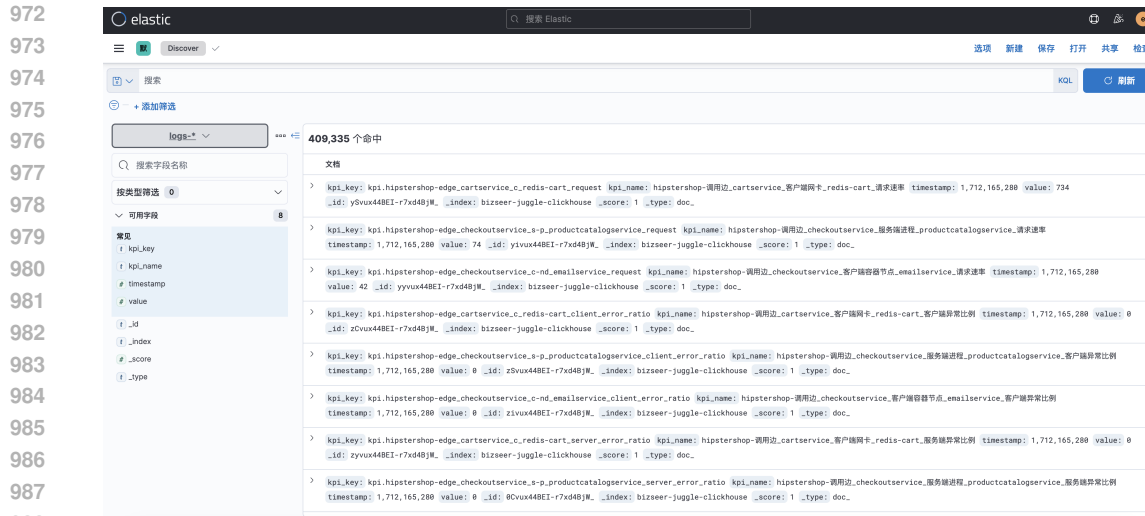 972
973
974
975
976
977
978
979
980
981
982
983
984
985
986
987
elastic
搜索 Elastic
默 Discover
选项 新建 保存 打开 共享
搜索
KQL
刷新
+ 添加筛选
logs-*
409,335 个命中
搜索字段名称
按类型筛选 0
可用字段 8
常见
t kpi_key
t kpi_name
# timestamp
# value
t _id
t _index
# _score
t _type
文档
kpi_key: kpi.hipstershop-edge_cartservice_c_redis-cart_request kpi_name: hipstershop-调用边_cartservice_客户端网卡_redis-cart_请求速率 timestamp: 1,712,165,280 value: 734
_id: ySvux44BEI-r7xd4BjW_ _index: bizseer-juggle-clickhouse _score: 1 _type: doc_
kpi_key: kpi.hipstershop-edge_checkoutservice_s-p_productcatalogservice_request kpi_name: hipstershop-调用边_checkoutservice_服务端进程_productcatalogservice_请求速率
timestamp: 1,712,165,280 value: 74 _id: yivux44BEI-r7xd4BjW_ _index: bizseer-juggle-clickhouse _score: 1 _type: doc_
kpi_key: kpi.hipstershop-edge_checkoutservice_c-nd_emailservice_request kpi_name: hipstershop-调用边_checkoutservice_客户端容器节点_emailservice_请求速率 timestamp: 1,712,165,280
value: 42 _id: yyvux44BEI-r7xd4BjW_ _index: bizseer-juggle-clickhouse _score: 1 _type: doc_
kpi_key: kpi.hipstershop-edge_cartservice_c_redis-cart_client_error_ratio kpi_name: hipstershop-调用边_cartservice_客户端网卡_redis-cart_客户端异常比例 timestamp: 1,712,165,280 value: 0
_id: zCvux44BEI-r7xd4BjW_ _index: bizseer-juggle-clickhouse _score: 1 _type: doc_
kpi_key: kpi.hipstershop-edge_checkoutservice_s-p_productcatalogservice_client_error_ratio kpi_name: hipstershop-调用边_checkoutservice_服务端进程_productcatalogservice_客户端异常比例
timestamp: 1,712,165,280 value: 0 _id: zSvux44BEI-r7xd4BjW_ _index: bizseer-juggle-clickhouse _score: 1 _type: doc_
kpi_key: kpi.hipstershop-edge_checkoutservice_c-nd_emailservice_client_error_ratio kpi_name: hipstershop-调用边_checkoutservice_客户端容器节点_emailservice_客户端异常比例
timestamp: 1,712,165,280 value: 0 _id: zivux44BEI-r7xd4BjW_ _index: bizseer-juggle-clickhouse _score: 1 _type: doc_
kpi_key: kpi.hipstershop-edge_cartservice_c_redis-cart_server_error_ratio kpi_name: hipstershop-调用边_cartservice_客户端网卡_redis-cart_服务端异常比例 timestamp: 1,712,165,280 value: 0
_id: zyvux44BEI-r7xd4BjW_ _index: bizseer-juggle-clickhouse _score: 1 _type: doc_
kpi_key: kpi.hipstershop-edge_checkoutservice_s-p_productcatalogservice_server_error_ratio kpi_name: hipstershop-调用边_checkoutservice_服务端进程_productcatalogservice_服务端异常比例
timestamp: 1,712,165,280 value: 0 _id: 0Cvux44BEI-r7xd4BjW_ _index: bizseer-juggle-clickhouse _score: 1 _type: doc_